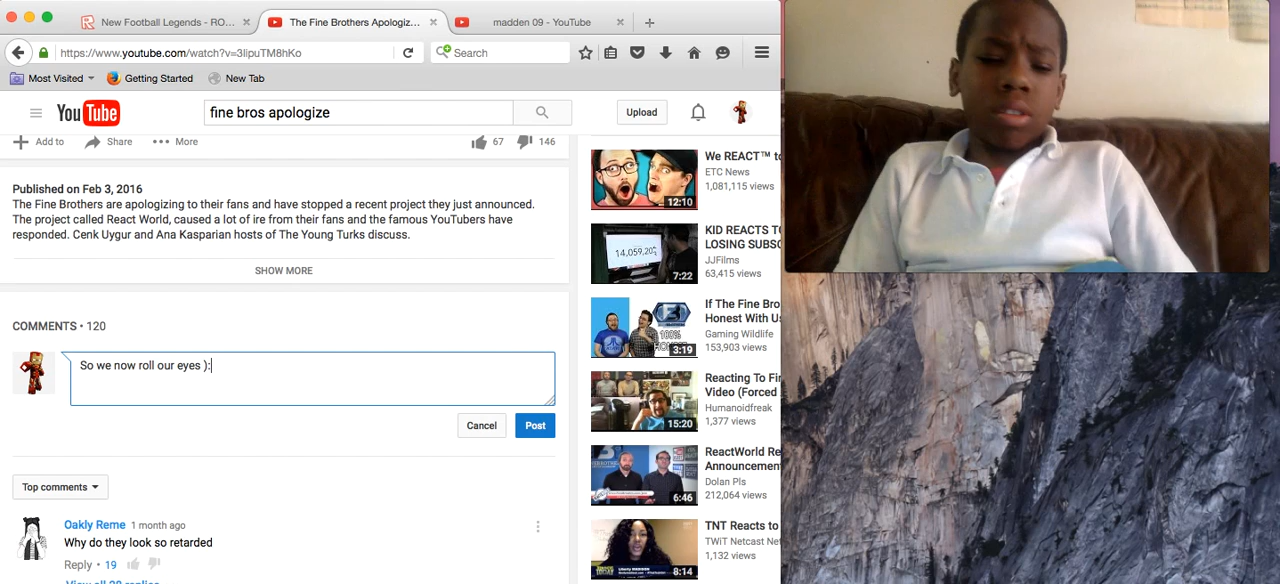 New Football Legends - RO...
The Fine Brothers Apologiz...
madden 09 - YouTube
https://www.youtube.com/watch?v=3IipuTM8hKo
Search
Most Visited
Getting Started
New Tab
YouTube
fine bros apologize
Upload
Add to
Share
More
67
146
Published on Feb 3, 2016
The Fine Brothers are apologizing to their fans and have stopped a recent project they just announced.
The project called React World, caused a lot of ire from their fans and the famous YouTubers have
responded. Cenk Uygur and Ana Kasparian hosts of The Young Turks discuss.
SHOW MORE
COMMENTS • 120
So we now roll our eyes ):
Cancel
Post
Top comments
Oakly Reme 1 month ago
Why do they look so retarded
Reply • 19
View all 20 replies
12:10
We REACT™ to
ETC News
1,081,115 views
14,059,20
7:22
KID REACTS T
LOSING SUBSC
JJFilms
63,415 views
3:19
If The Fine Bro
Honest With Us
Gaming Wildlife
153,903 views
15:20
Reacting To Fi
Video (Forced
Humanoidfreak
1,377 views
6:46
ReactWorld Re
Announcemen
Dolan Pls
212,064 views
8:14
TNT Reacts to
TWiT Netcast Net
1,132 views